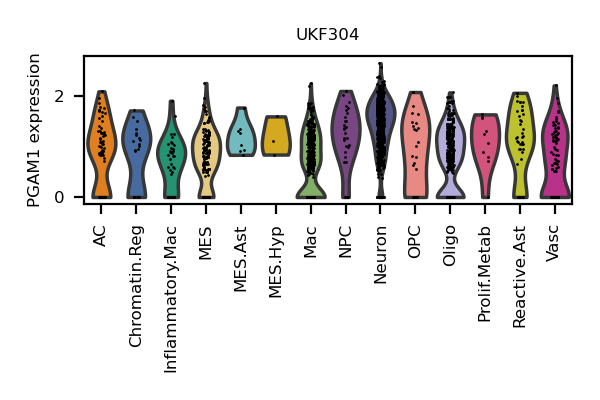 UKF304
PGAM1 expression
2
0
AC
Chromatin.Reg
Inflammatory.Mac
MES
MES.Ast
MES.Hyp
Mac
NPC
Neuron
OPC
Oligo
Prolif.Metab
Reactive.Ast
Vasc